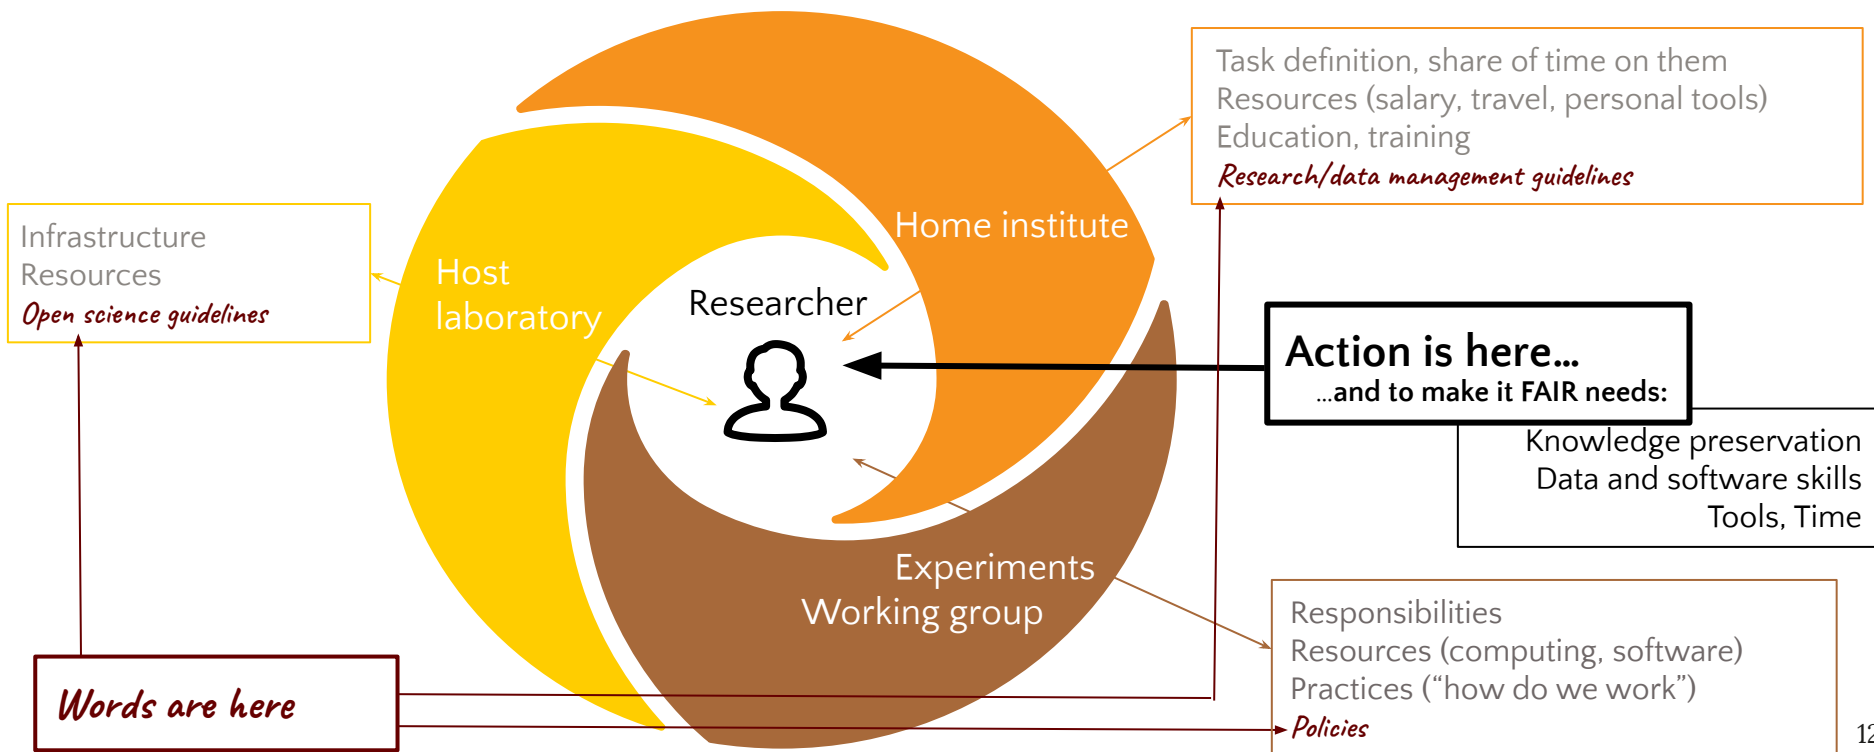 Task definition, share of time on them
Resources (salary, travel, personal tools)
Education, training
Research/data management guidelines
Home institute
Infrastructure
Resources
Open science guidelines
Host
laboratory
Researcher
Action is here...
...and to make it FAIR needs:
Knowledge preservation
Data and software skills
Tools, Time
Experiments
Working group
Responsibilities
Resources (computing, software)
Practices (“how do we work”)
Policies
Words are here
12